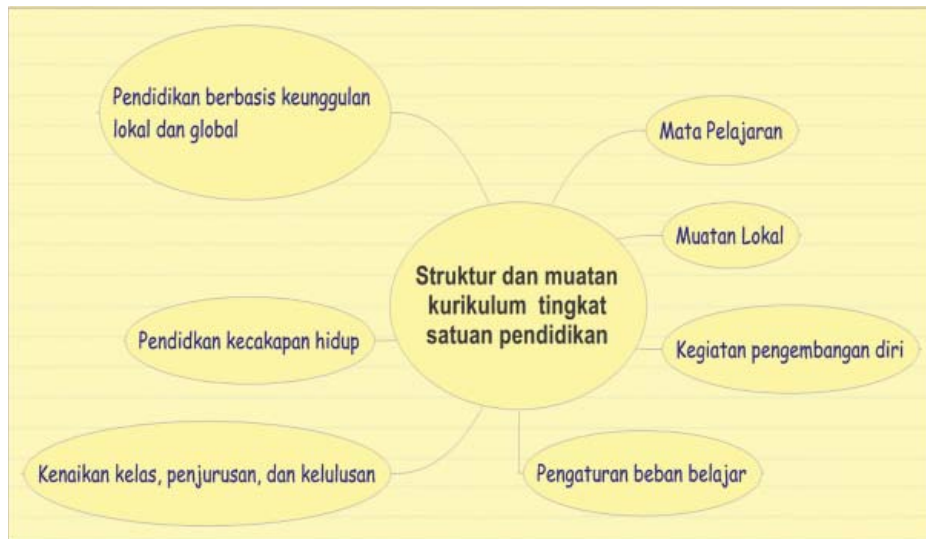 Pendidikan berbasis keunggulan
lokal dan global
Mata Pelajaran
Muatan Lokal
Struktur dan muatan
kurikulum tingkat
satuan pendidikan
Pendidkan kecakapan hidup
Kegiatan pengembangan diri
Kenaikan kelas, penjurusan, dan kelulusan
Pengaturan beban belajar